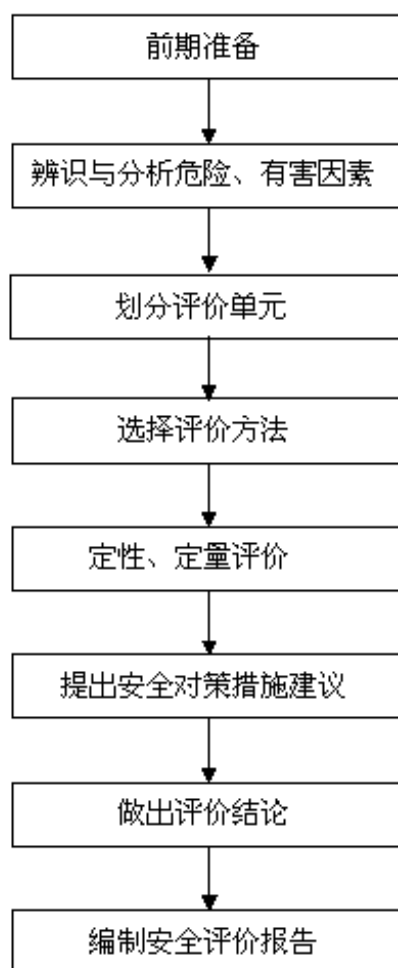 前期准备
辨识与分析危险、有害因素
划分评价单元
选择评价方法
定性、定量评价
提出安全对策措施建议
做出评价结论
编制安全评价报告